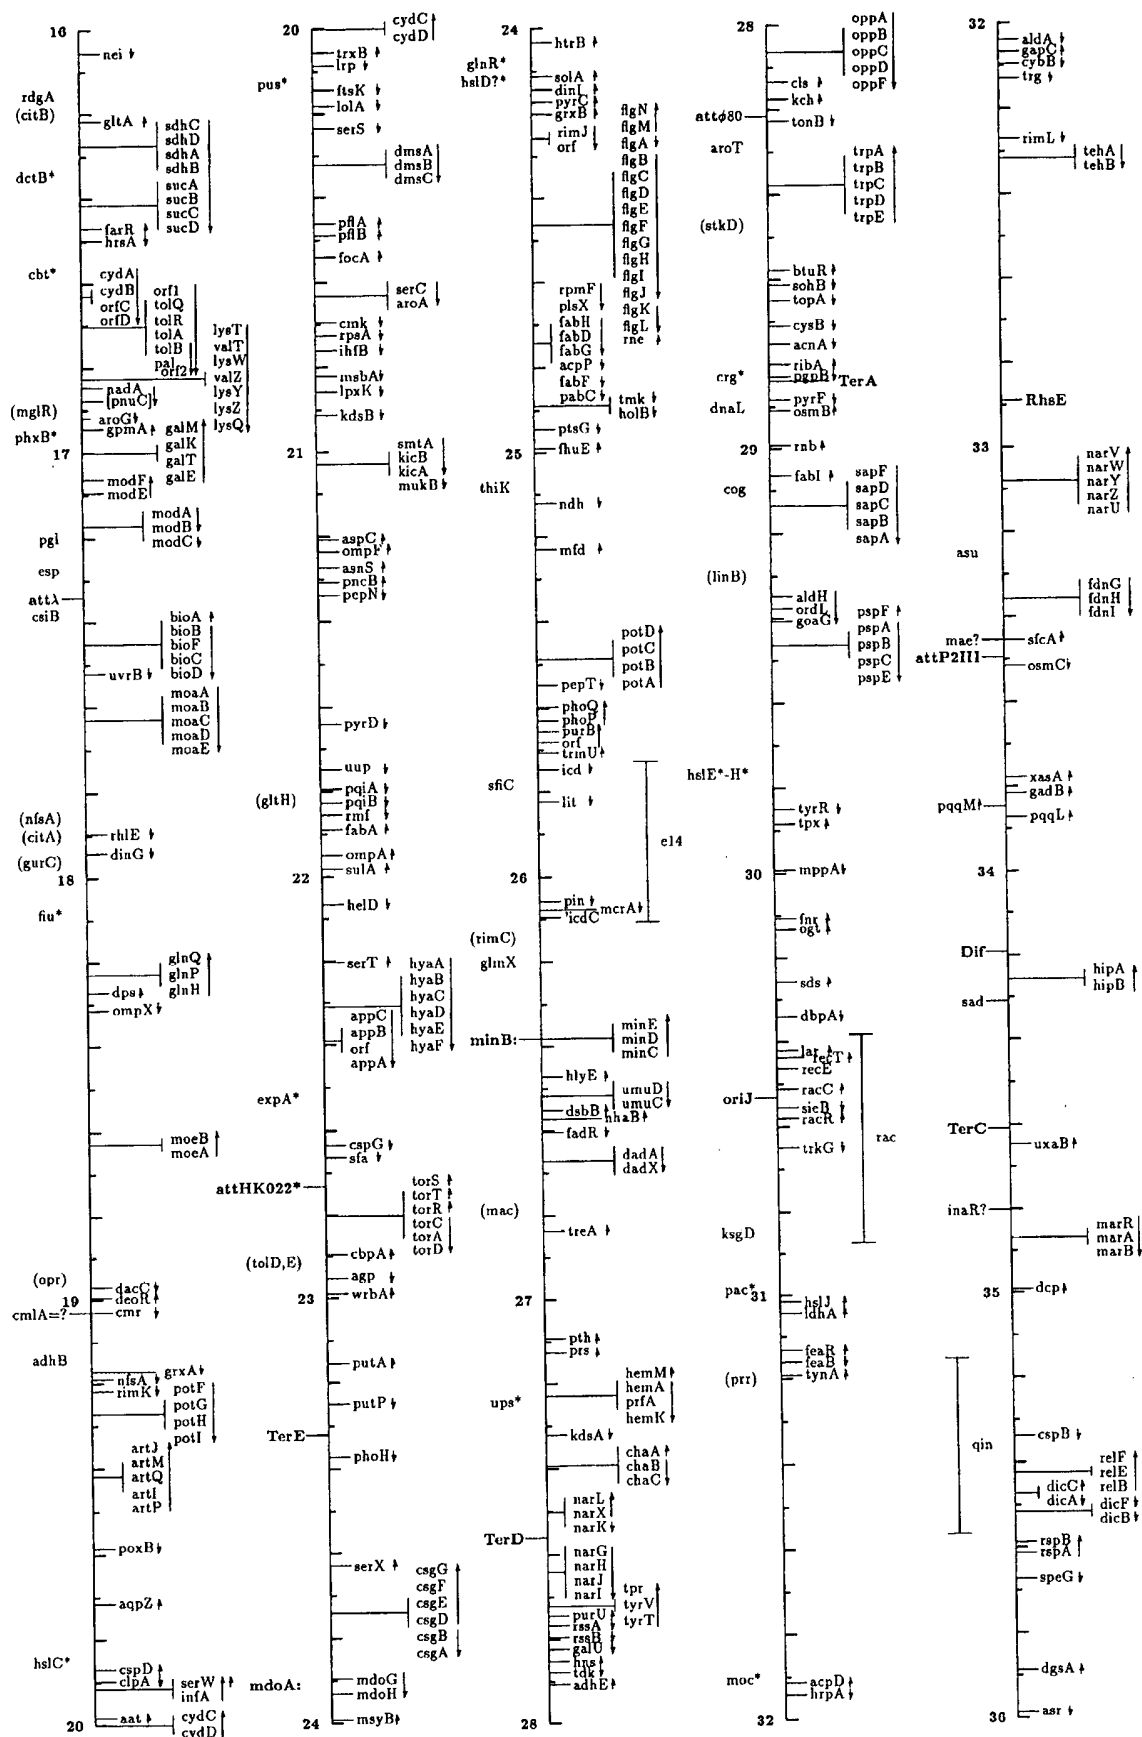 16
nei
rdgA
(citB)
gltA
sdhC
sdhD
sdhA
sdhB
dctB*
sucA
sucB
sucC
sucD
farR
hrsA
cbt*
cydA
cydB
orfC
orfD
orf1
tolQ
tolR
tolA
tolB
pal
orf2
lysT
valT
lysW
valZ
lysY
lysZ
lysQ
nadA
[pnuC]
(mglR)
aroG
gpmA
phxB*
galM
galK
galT
galE
17
modF
modE
modA
modB
modC
pgl
esp
attλ
csiB
bioA
bioB
bioF
bioC
bioD
uvrB
moaA
moaB
moaC
moaD
moaE
(nfsA)
(citA)
rhlE
(gurC)
dinG
18
fiu*
glnQ
glnP
glnH
dps
ompX
moeB
moeA
(opr)
dacC
19
deoR
cmlA=?
cmr
adhB
grxA
nfsA
rimK
potF
potG
potH
potI
artJ
artM
artQ
artI
artP
poxB
aqpZ
hslC*
cspD
clpA
serW
infA
20
aat
cydC
cydD
20
cydC
cydD
trxB
lrp
pus*
ftsK
lolA
serS
dmsA
dmsB
dmsC
pflA
pflB
focA
serC
aroA
cmk
rpsA
ihfB
msbA
lpxK
kdsB
21
smtA
kicB
kicA
mukB
aspC
ompF
asnS
pncB
pepN
pyrD
uup
pqiA
(gltH)
pqiB
rmf
fabA
ompA
sulA
22
helD
serT
hyaA
hyaB
hyaC
hyaD
hyaE
hyaF
appC
appB
orf
appA
expA*
cspG
sfa
attHK022*
torS
torT
torR
torC
torA
torD
cbpA
(tolD,E)
agp
23
wrbA
putA
putP
TerE
phoH
serX
csgG
csgF
csgE
csgD
csgB
csgA
mdoA:
mdoG
mdoH
24
msyB
24
htrB
glnR*
hslD?*
solA
dinL
pyrC
grxB
rimJ
orf
flgN
flgM
flgA
flgB
flgC
flgD
flgE
flgF
flgG
flgH
flgI
flgJ
flgK
flgL
rne
rpmF
plsX
fabH
fabD
fabG
acpP
fabF
pabC
tmk
holB
ptsG
25
fhuE
thiK
ndh
mfd
potD
potC
potB
potA
pepT
phoQ
phoP
purB
orf
trmU
icd
sfiC
lit
e14
26
pin
mcrA
'icdC
(rimC)
glmX
minB:
minE
minD
minC
hlyE
umuD
umuC
dsbB
nhaB
fadR
dadA
dadX
(mac)
treA
27
pth
prs
hemM
hemA
prfA
hemK
ups*
kdsA
chaA
chaB
chaC
narL
narX
narK
TerD
narG
narH
narJ
narI
tpr
tyrV
tyrT
purU
rssA
rssB
galU
hns
tdk
adhE
28
28
oppA
oppB
oppC
oppD
oppF
cls
kch
attϕ80
tonB
aroT
trpA
trpB
trpC
trpD
trpE
(stkD)
btuR
sohB
topA
cysB
acnA
ribA
crg*
pgpB
TerA
pyrF
dnaL
osmB
29
rnb
fabI
cog
sapF
sapD
sapC
sapB
sapA
(linB)
aldH
ordL
goaG
pspF
pspA
pspB
pspC
pspE
hslE*-H*
tyrR
tpx
30
mppA
fnr
ogt
sds
dbpA
lar
recT
recE
racC
oriJ
sieB
racR
rac
trkG
ksgD
pac*
31
hslJ
ldhA
feaR
feaB
(prr)
tynA
moc*
acpD
hrpA
32
32
aldA
gapC
cybB
trg
rimL
tehA
tehB
RhsE
33
narV
narW
narY
narZ
narU
asu
fdnG
fdnH
fdnI
mae?
sfcA
attP2III
osmC
xasA
gadB
pqqM
pqqL
34
Dif
hipA
hipB
sad
TerC
uxaB
inaR?
marR
marA
marB
35
dcp
qin
cspB
relF
relE
relB
dicC
dicA
dicF
dicB
rspB
rspA
speG
dgsA
asr
36